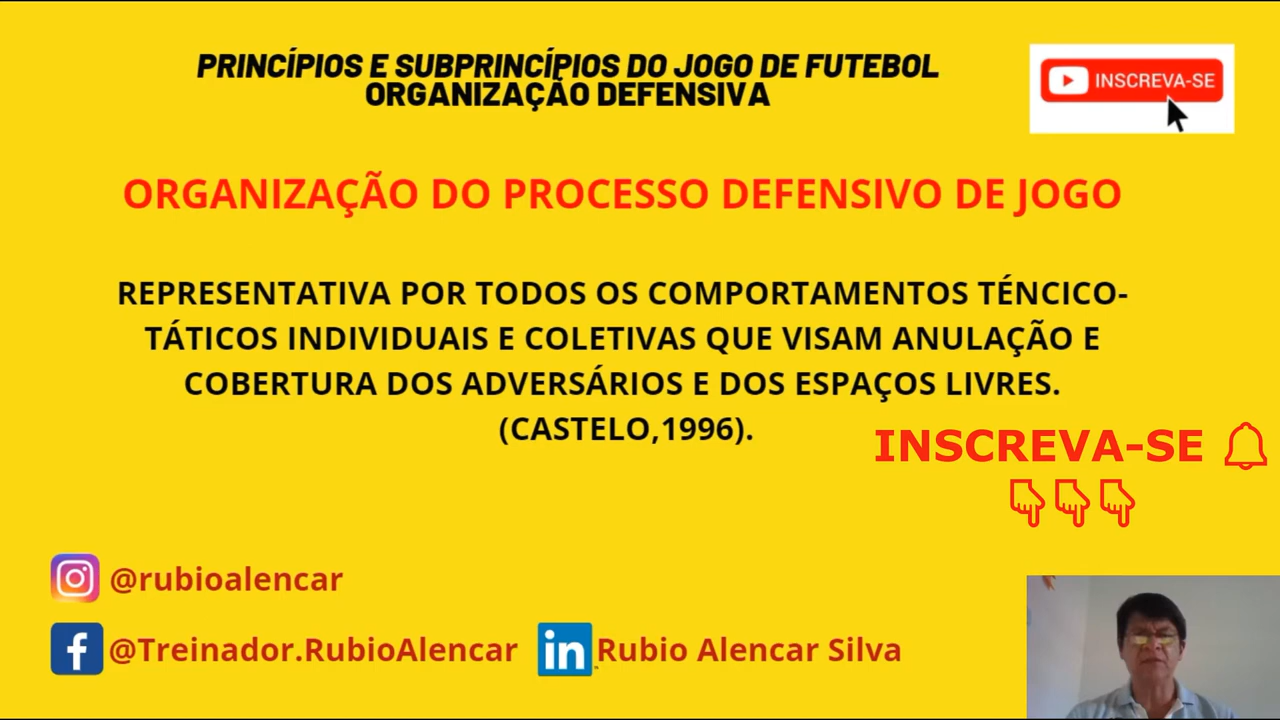 PRINCÍPIOS E SUBPRINCÍPIOS DO JOGO DE FUTEBOL
ORGANIZAÇÃO DEFENSIVA
INSCREVA-SE
ORGANIZAÇÃO DO PROCESSO DEFENSIVO DE JOGO
REPRESENTATIVA POR TODOS OS COMPORTAMENTOS TÉNCICO-
TÁTICOS INDIVIDUAIS E COLETIVAS QUE VISAM ANULAÇÃO E
COBERTURA DOS ADVERSÁRIOS E DOS ESPAÇOS LIVRES.
(CASTELO,1996).
INSCREVA-SE
@rubioalencar
@Treinador.RubioAlencar
in
Rubio Alencar Silva